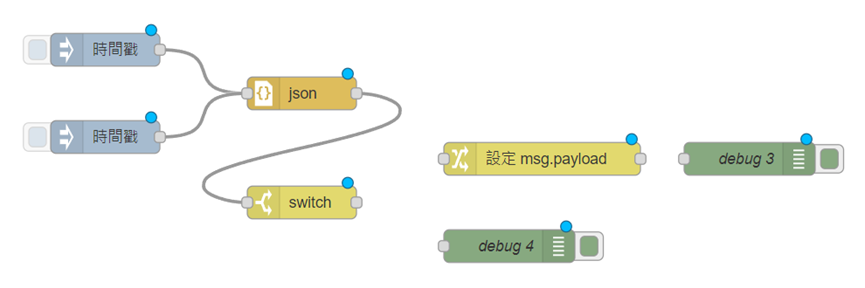 時間戳
json
時間戳
設定 msg.payload
debug 3
switch
debug 4